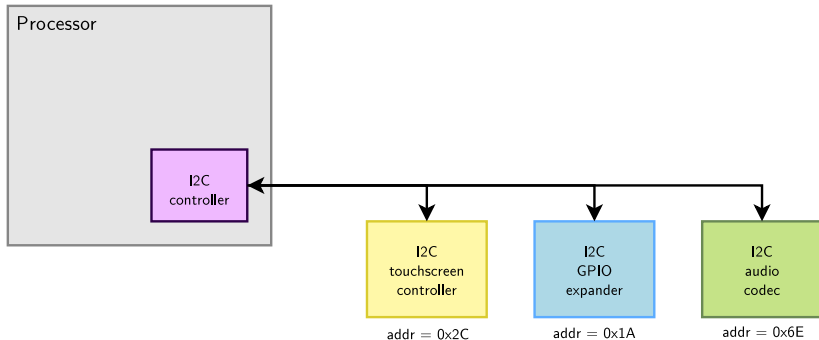 Processor
I2C
controller
I2C
touchscreen
controller
I2C
GPIO
expander
I2C
audio
codec
addr = 0x2C
addr = 0x1A
addr = 0x6E